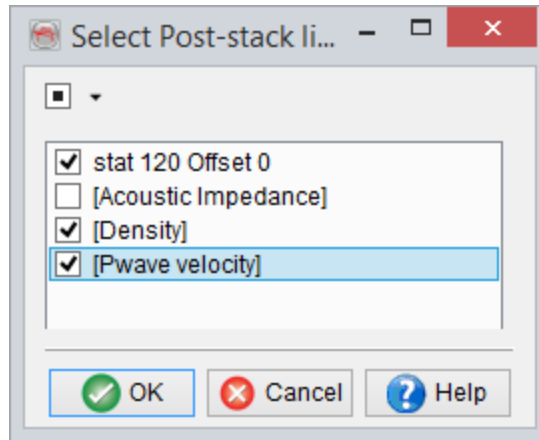 Select Post-stack li...
stat 120 Offset 0
[Acoustic Impedance]
[Density]
[Pwave velocity]
OK Cancel Help